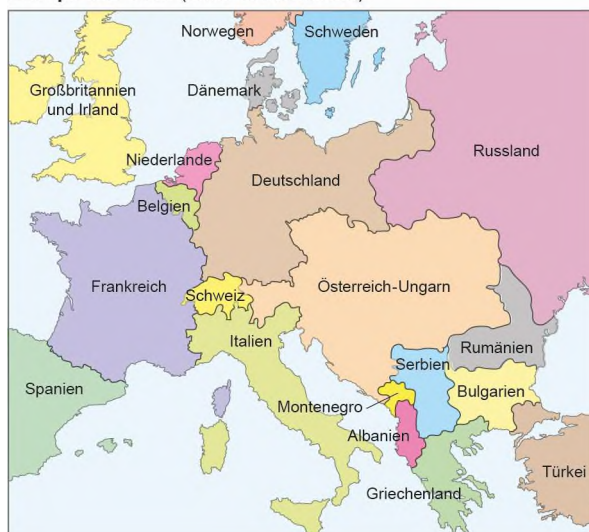 Norwegen
Schweden
Großbritannien
und Irland
Dänemark
Niederlande
Russland
Deutschland
Belgien
Frankreich
Österreich-Ungarn
Schweiz
Italien
Rumänien
Serbien
Spanien
Bulgarien
Montenegro
Albanien
Türkei
Griechenland